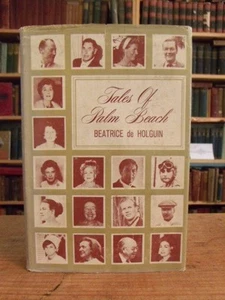 Tales Of
Palm Beach
BEATRICE de HOLGUIN